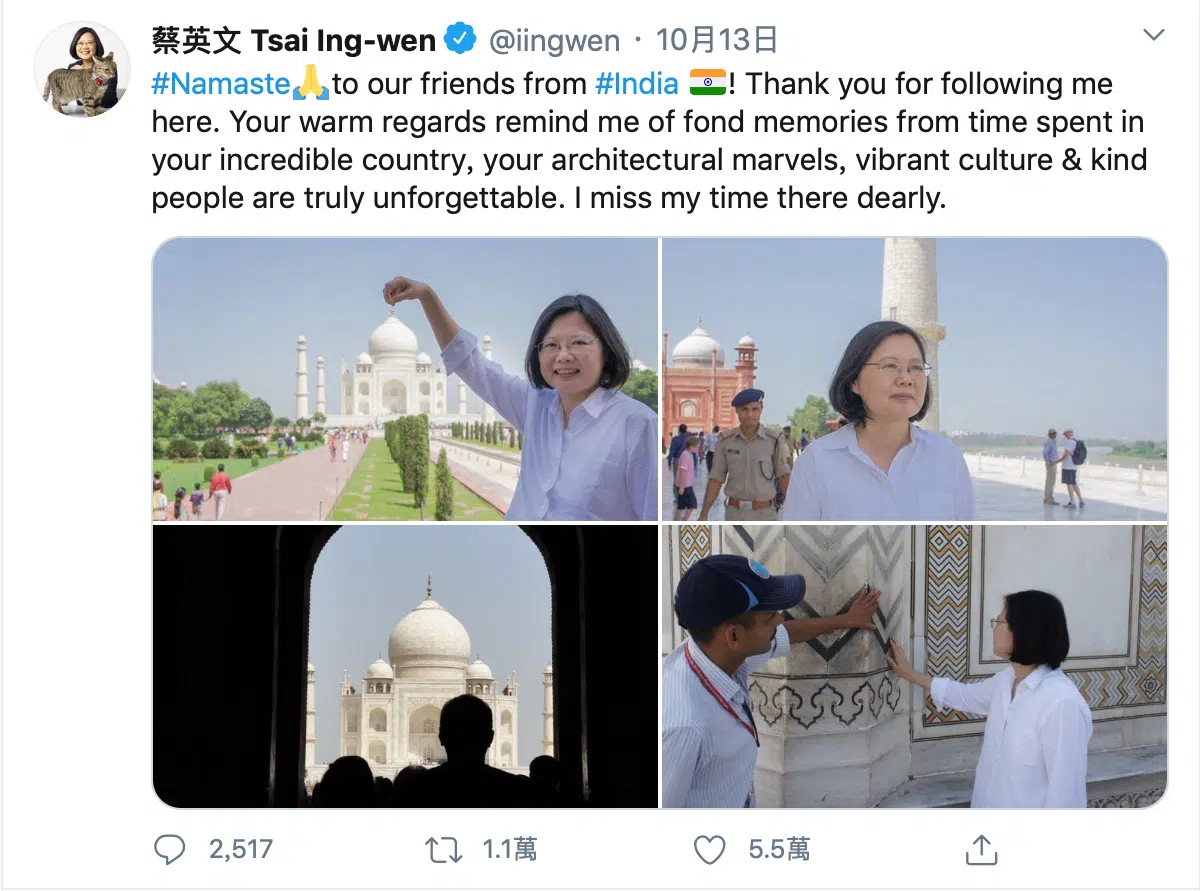 蔡英文 Tsai Ing-wen @iingwen · 10月13日
#Namaste🙏to our friends from #India 🇮🇳! Thank you for following me
here. Your warm regards remind me of fond memories from time spent in
your incredible country, your architectural marvels, vibrant culture & kind
people are truly unforgettable. I miss my time there dearly.
2,517 1.1萬 5.5萬